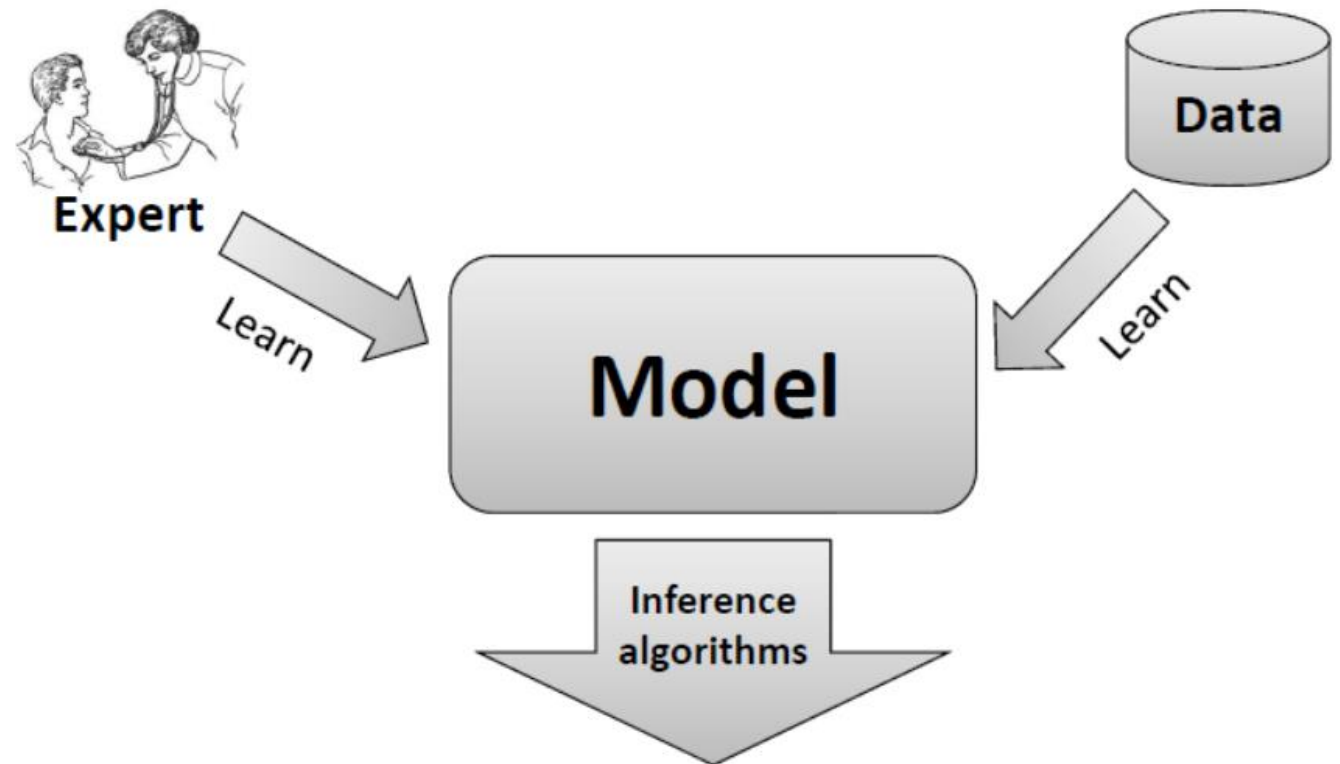 Expert
Data
Learn
Learn
Model
Inference
algorithms